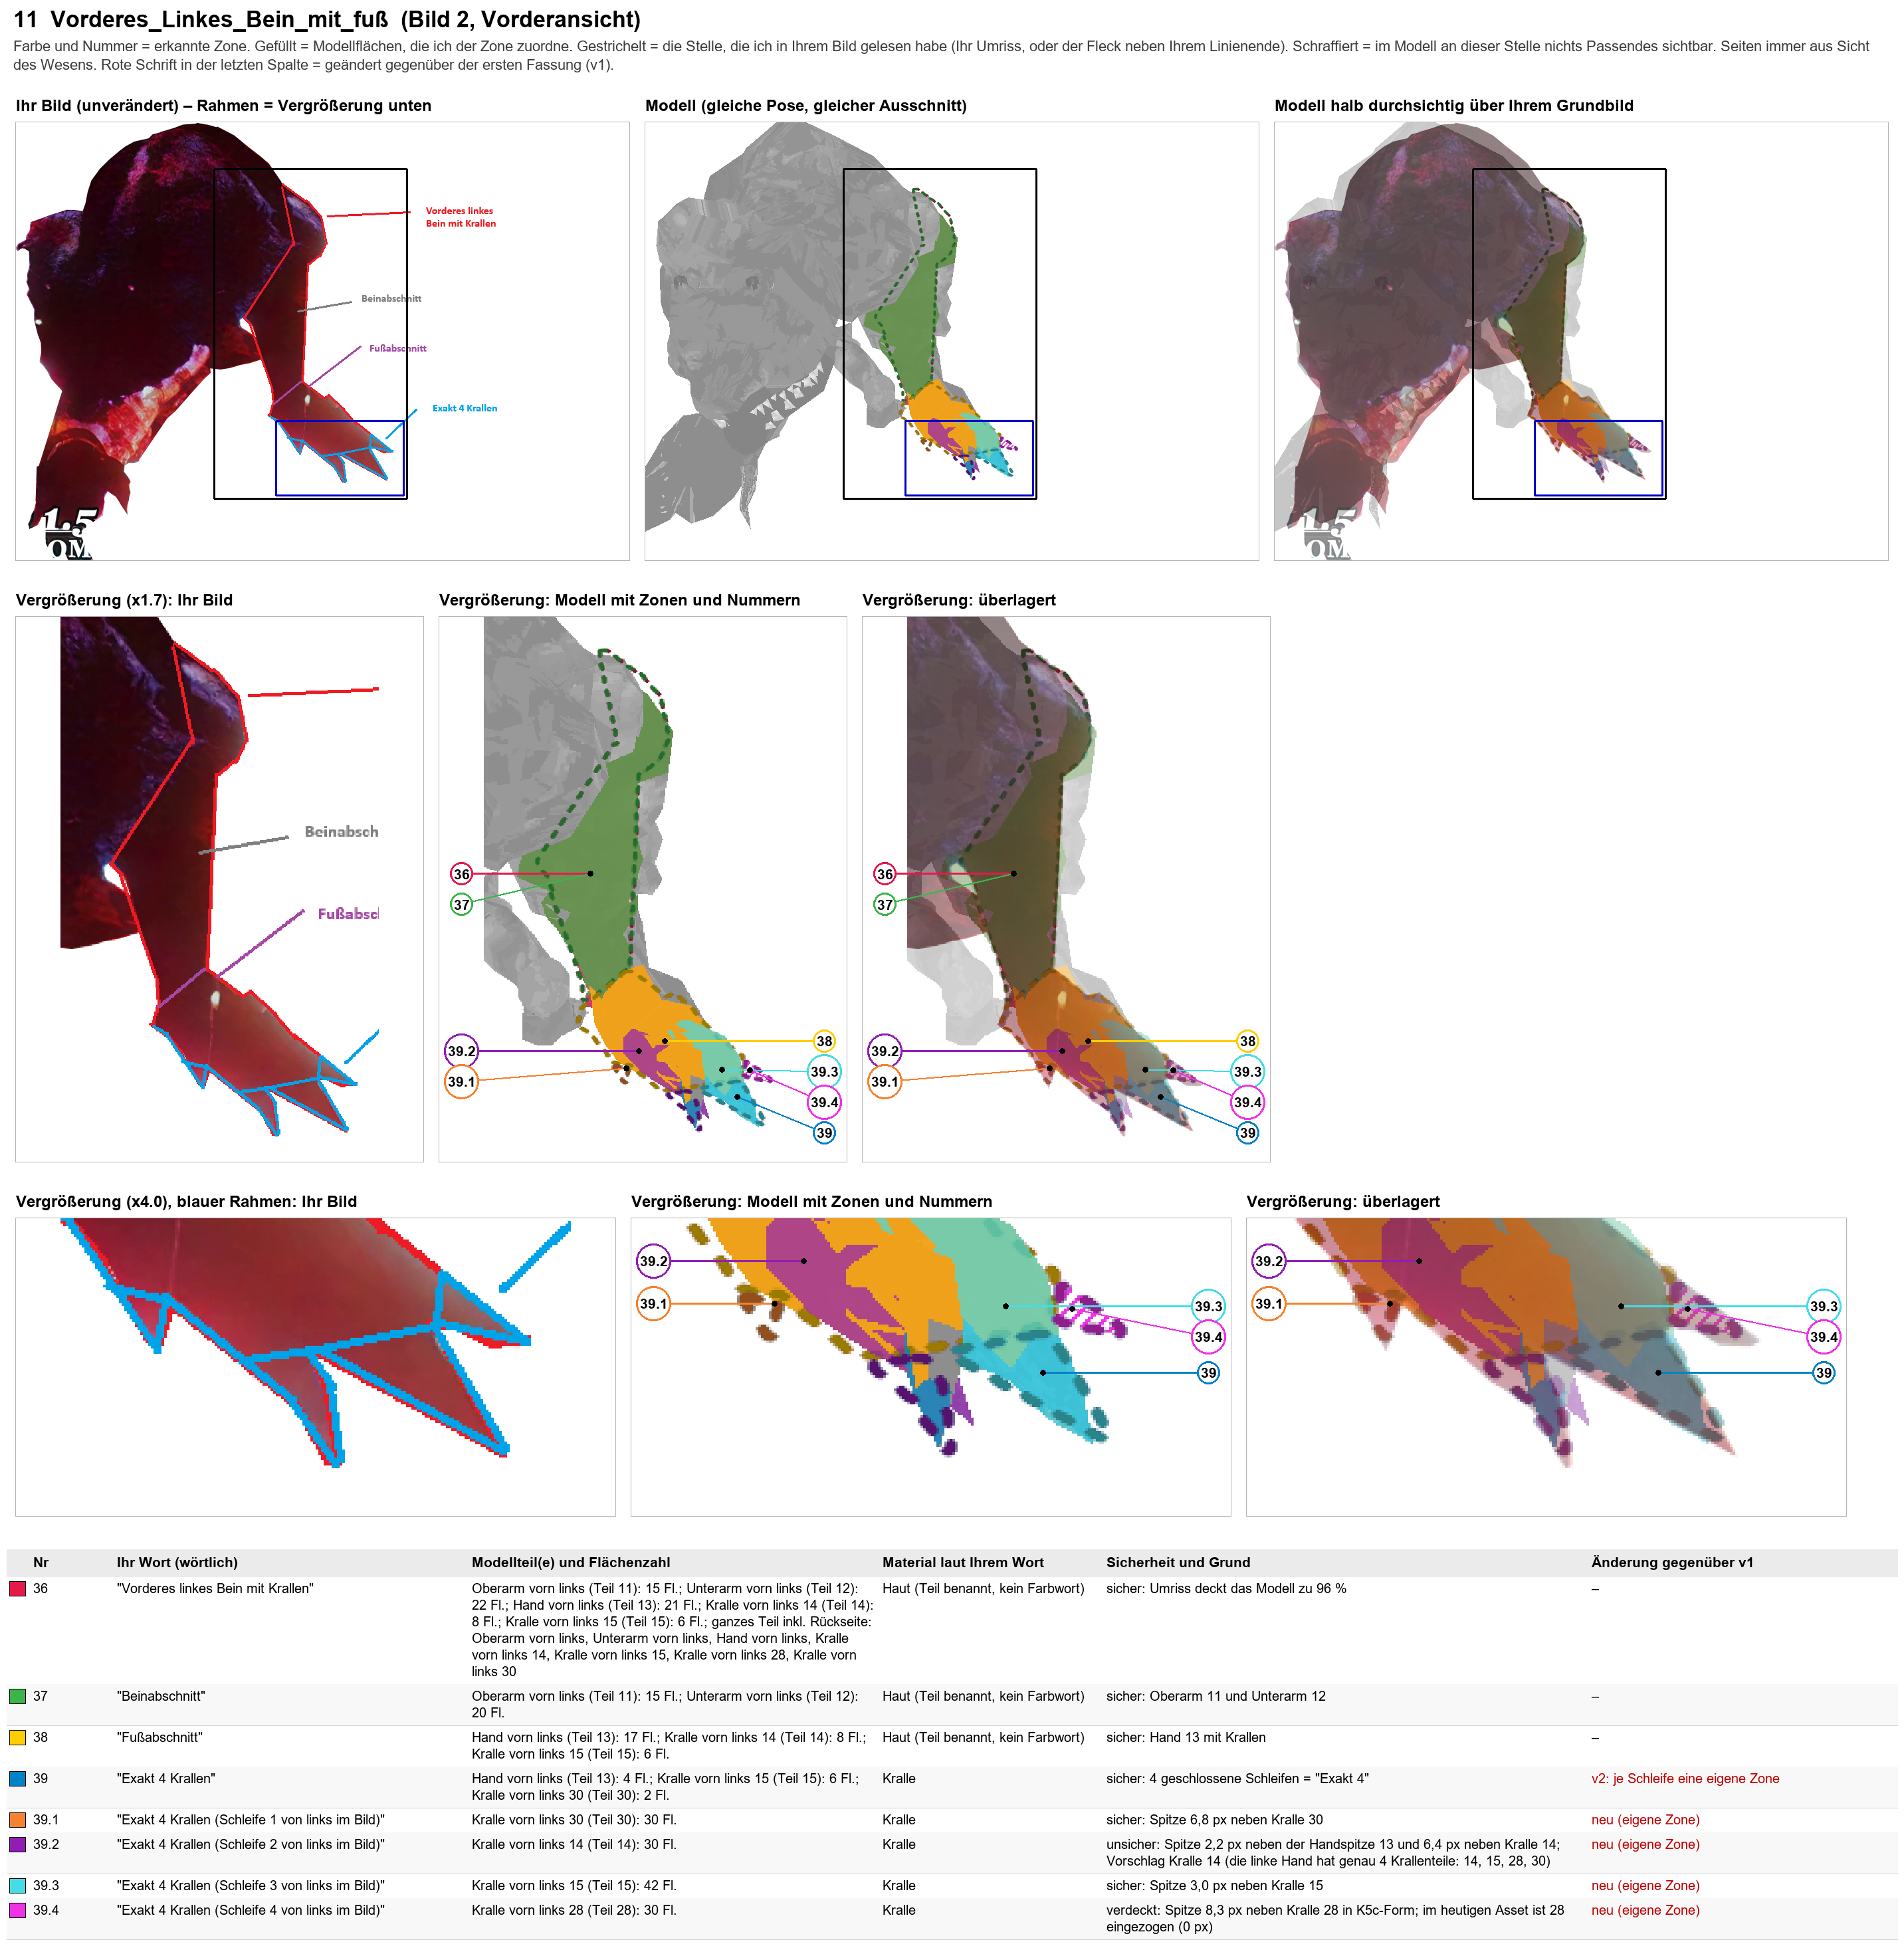 11 Vorderes_Linkes_Bein_mit_fuß (Bild 2, Vorderansicht)
Farbe und Nummer = erkannte Zone. Gefüllt = Modellflächen, die ich der Zone zuordne. Gestrichelt = die Stelle, die ich in Ihrem Bild gelesen habe (Ihr Umriss, oder der Fleck neben Ihrem Linienende). Schraffiert = im Modell an dieser Stelle nichts Passendes sichtbar. Seiten immer aus Sicht
des Wesens. Rote Schrift in der letzten Spalte = geändert gegenüber der ersten Fassung (v1).
Ihr Bild (unverändert) – Rahmen = Vergrößerung unten
Modell (gleiche Pose, gleicher Ausschnitt)
Modell halb durchsichtig über Ihrem Grundbild
Vorderes linkes
Bein mit Krallen
Beinabschnitt
Fußabschnitt
Exakt 4 Krallen
1.5
OM
1.5
OM
Vergrößerung (x1.7): Ihr Bild
Vergrößerung: Modell mit Zonen und Nummern
Vergrößerung: überlagert
Beinabsch
Fußabsc
36
37
39.2
39.1
38
39.3
39.4
39
36
37
39.2
39.1
38
39.3
39.4
39
Vergrößerung (x4.0), blauer Rahmen: Ihr Bild
Vergrößerung: Modell mit Zonen und Nummern
Vergrößerung: überlagert
39.2
39.1
39.3
39.4
39
39.2
39.1
39.3
39.4
39
Nr Ihr Wort (wörtlich) Modellteil(e) und Flächenzahl Material laut Ihrem Wort Sicherheit und Grund Änderung gegenüber v1
36 "Vorderes linkes Bein mit Krallen" Oberarm vorn links (Teil 11): 15 Fl.; Unterarm vorn links (Teil 12): Haut (Teil benannt, kein Farbwort) sicher: Umriss deckt das Modell zu 96 % –
22 Fl.; Hand vorn links (Teil 13): 21 Fl.; Kralle vorn links 14 (Teil 14):
8 Fl.; Kralle vorn links 15 (Teil 15): 6 Fl.; ganzes Teil inkl. Rückseite:
Oberarm vorn links, Unterarm vorn links, Hand vorn links, Kralle
vorn links 14, Kralle vorn links 15, Kralle vorn links 28, Kralle vorn
links 30
37 "Beinabschnitt" Oberarm vorn links (Teil 11): 15 Fl.; Unterarm vorn links (Teil 12): Haut (Teil benannt, kein Farbwort) sicher: Oberarm 11 und Unterarm 12 –
20 Fl.
38 "Fußabschnitt" Hand vorn links (Teil 13): 17 Fl.; Kralle vorn links 14 (Teil 14): 8 Fl.; Haut (Teil benannt, kein Farbwort) sicher: Hand 13 mit Krallen –
Kralle vorn links 15 (Teil 15): 6 Fl.
39 "Exakt 4 Krallen" Hand vorn links (Teil 13): 4 Fl.; Kralle vorn links 15 (Teil 15): 6 Fl.; Kralle sicher: 4 geschlossene Schleifen = "Exakt 4" v2: je Schleife eine eigene Zone
Kralle vorn links 30 (Teil 30): 2 Fl.
39.1 "Exakt 4 Krallen (Schleife 1 von links im Bild)" Kralle vorn links 30 (Teil 30): 30 Fl. Kralle sicher: Spitze 6,8 px neben Kralle 30 neu (eigene Zone)
39.2 "Exakt 4 Krallen (Schleife 2 von links im Bild)" Kralle vorn links 14 (Teil 14): 30 Fl. Kralle unsicher: Spitze 2,2 px neben der Handspitze 13 und 6,4 px neben Kralle 14; neu (eigene Zone)
Vorschlag Kralle 14 (die linke Hand hat genau 4 Krallenteile: 14, 15, 28, 30)
39.3 "Exakt 4 Krallen (Schleife 3 von links im Bild)" Kralle vorn links 15 (Teil 15): 42 Fl. Kralle sicher: Spitze 3,0 px neben Kralle 15 neu (eigene Zone)
39.4 "Exakt 4 Krallen (Schleife 4 von links im Bild)" Kralle vorn links 28 (Teil 28): 30 Fl. Kralle verdeckt: Spitze 8,3 px neben Kralle 28 in K5c-Form; im heutigen Asset ist 28 neu (eigene Zone)
eingezogen (0 px)